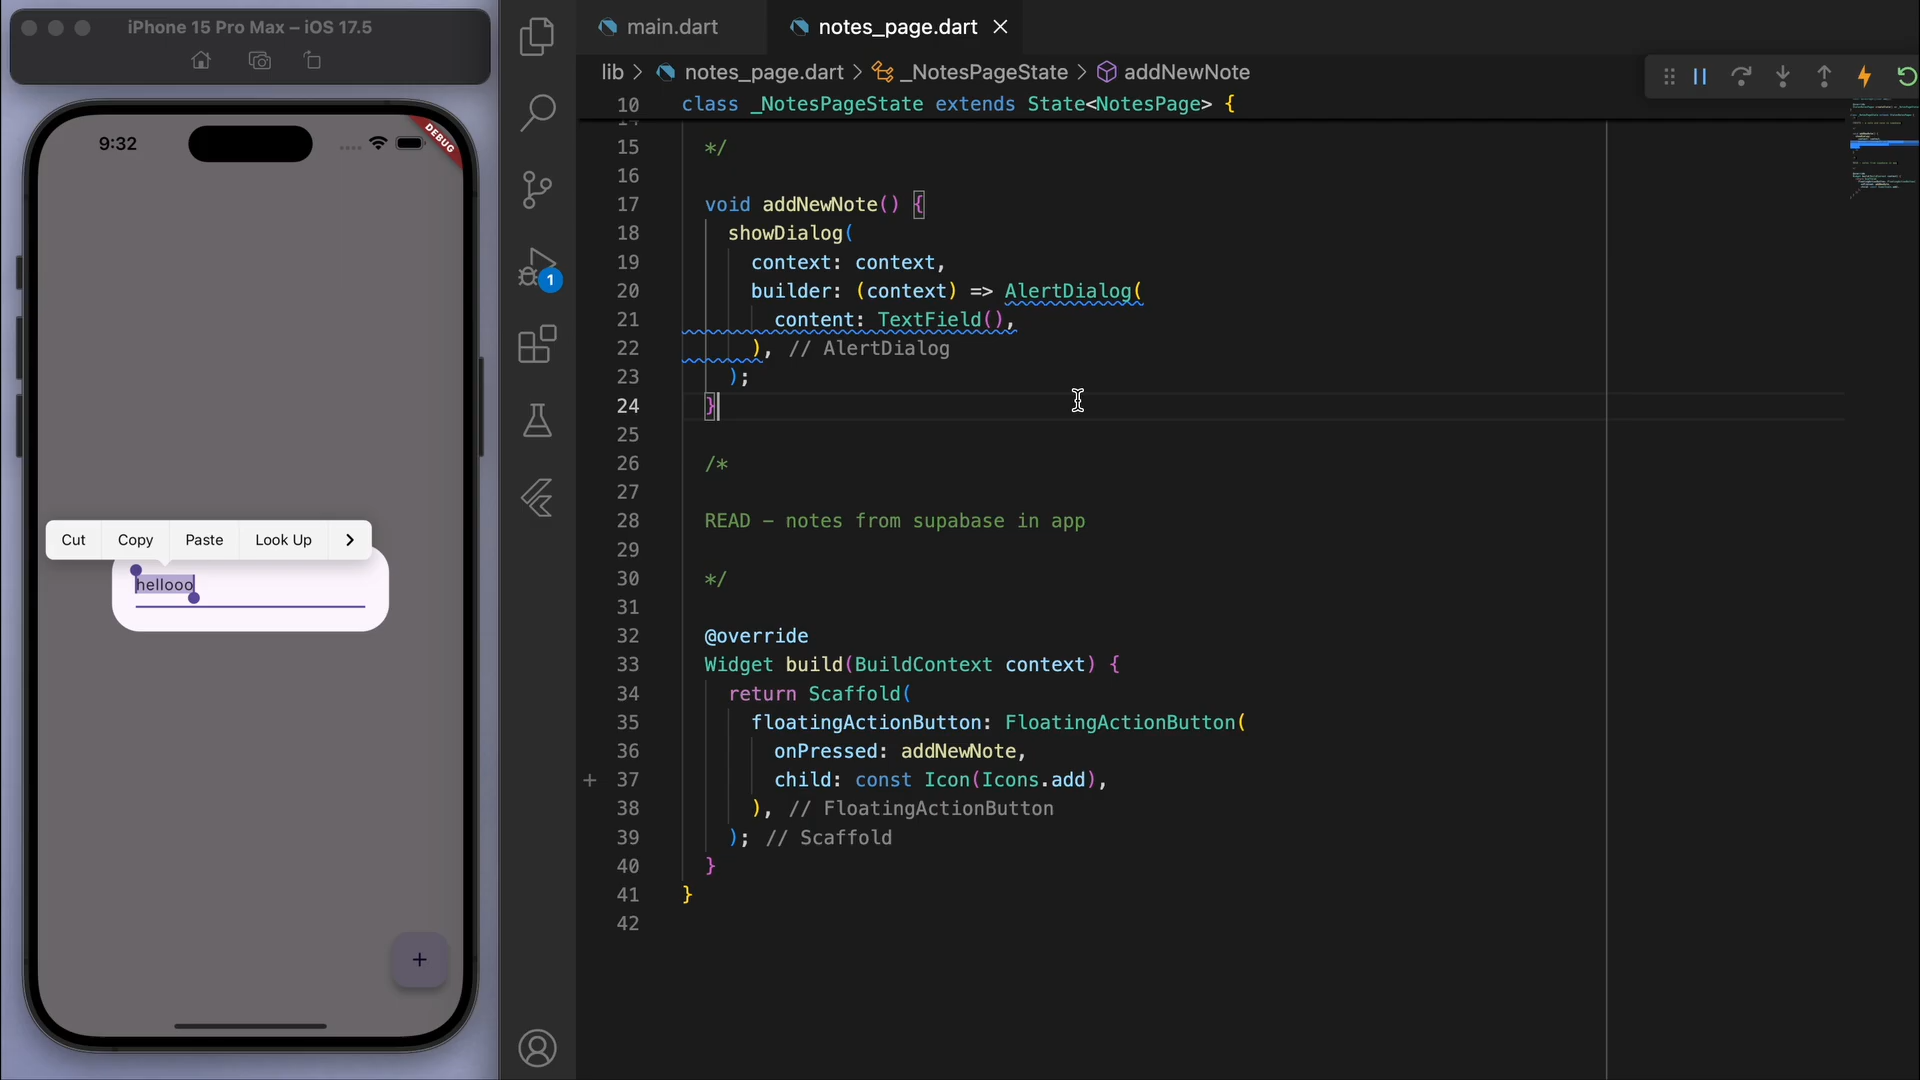 iPhone 15 Pro Max – iOS 17.5
9:32
DEBUG
Cut Copy Paste Look Up
hellooo
+
1
main.dart
notes_page.dart
lib > notes_page.dart > _NotesPageState > addNewNote
10 class _NotesPageState extends State<NotesPage> {
15 */
16
17 void addNewNote() {
18 showDialog(
19 context: context,
20 builder: (context) => AlertDialog(
21 content: TextField(),
22 ), // AlertDialog
23 );
24 }
25
26 /*
27
28 READ – notes from supabase in app
29
30 */
31
32 @override
33 Widget build(BuildContext context) {
34 return Scaffold(
35 floatingActionButton: FloatingActionButton(
36 onPressed: addNewNote,
37 child: const Icon(Icons.add),
38 ), // FloatingActionButton
39 ); // Scaffold
40 }
41 }
42